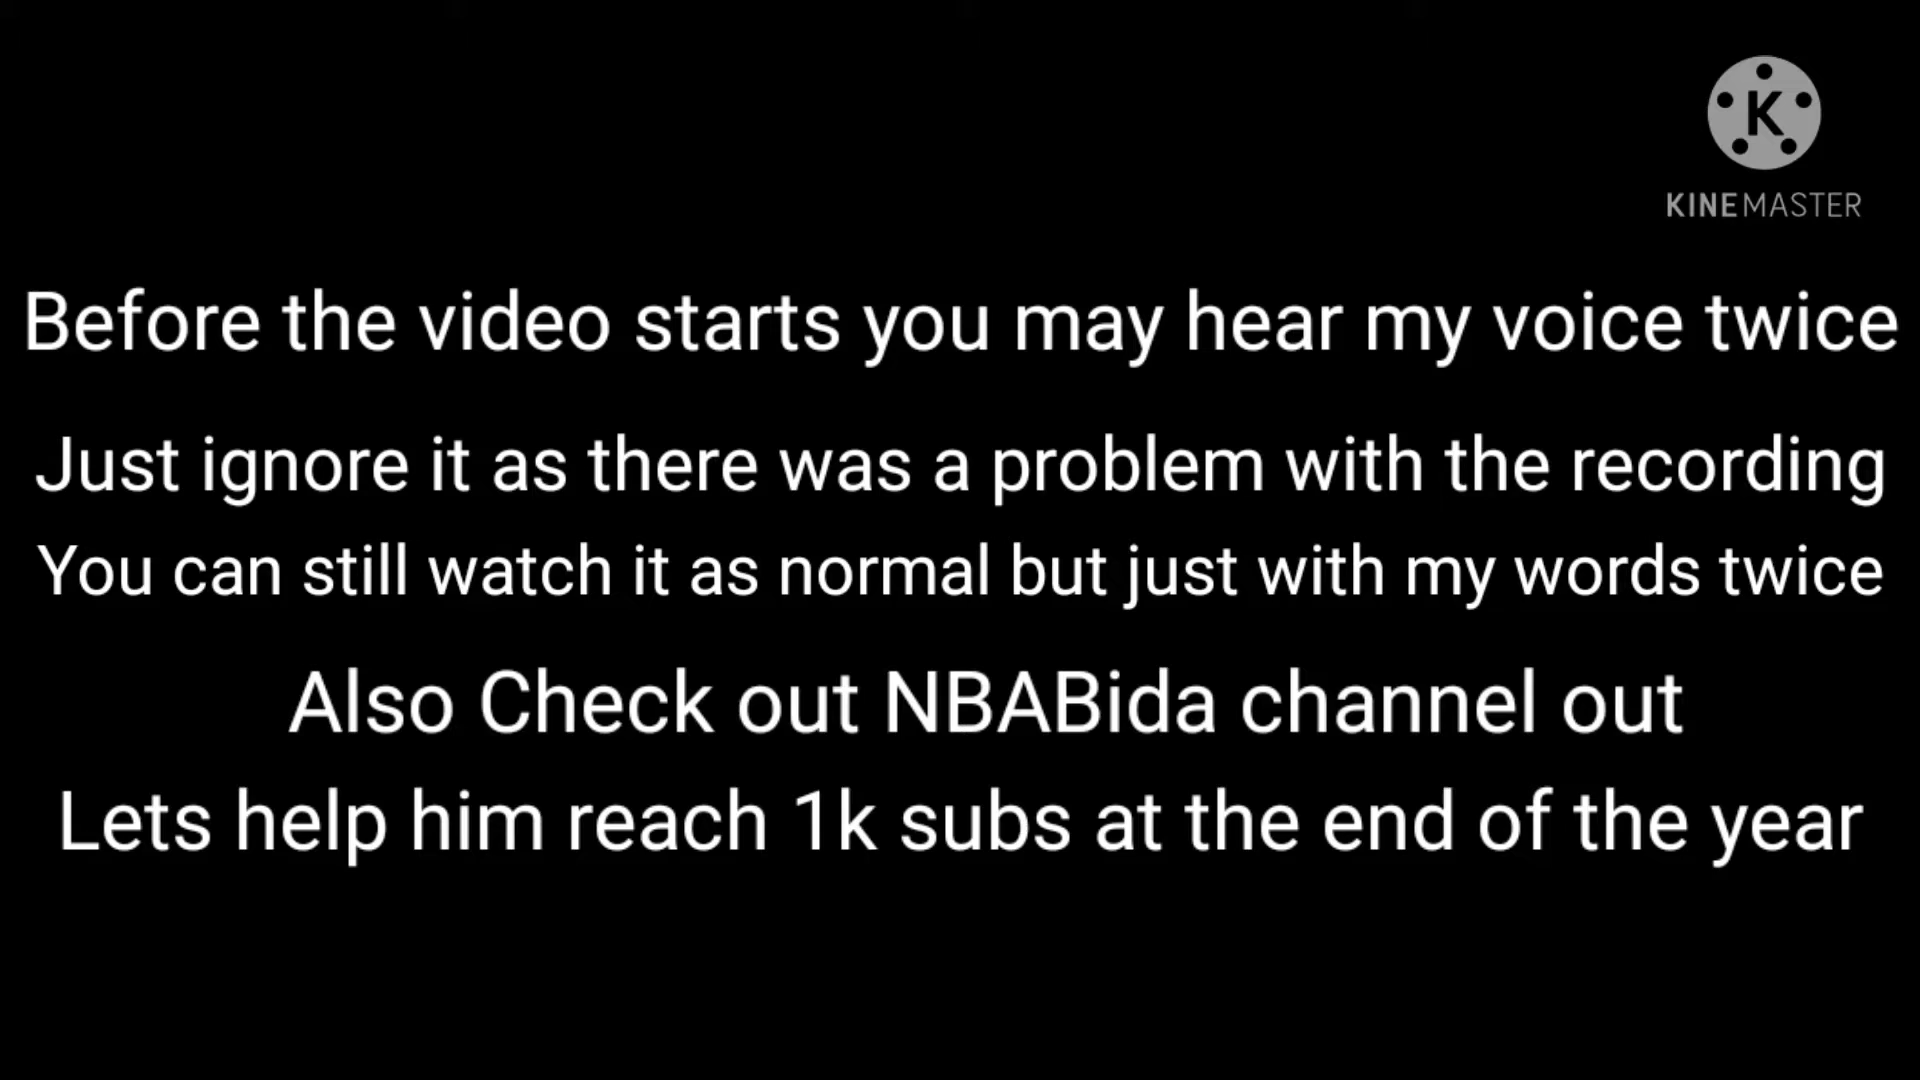 K
KINEMASTER
Before the video starts you may hear my voice twice
Just ignore it as there was a problem with the recording
You can still watch it as normal but just with my words twice
Also Check out NBABida channel out
Lets help him reach 1k subs at the end of the year